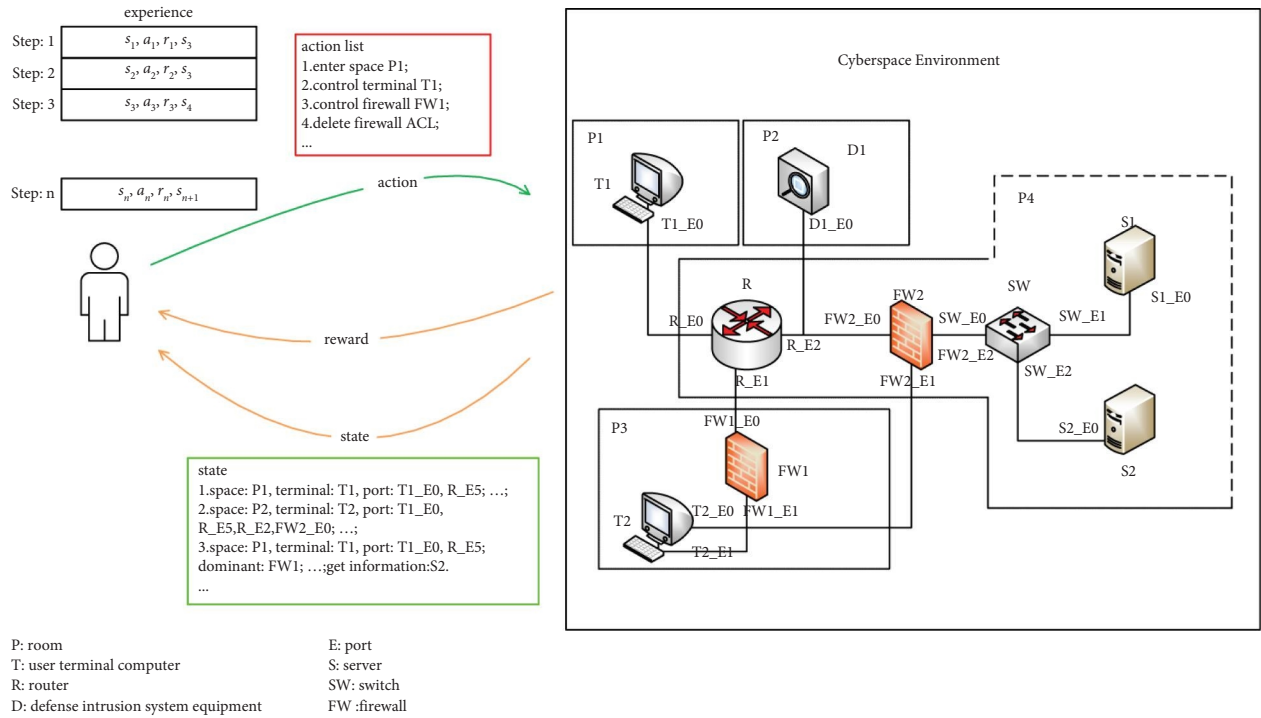 experience
Step: 1 s1, a1, r1, s3
Step: 2 s2, a2, r2, s3
Step: 3 s3, a3, r3, s4
Step: n sn, an, rn, sn+1
action list
1.enter space P1;
2.control terminal T1;
3.control firewall FW1;
4.delete firewall ACL;
...
action
reward
state
state
1.space: P1, terminal: T1, port: T1_E0, R_E5; …;
2.space: P2, terminal: T2, port: T1_E0,
R_E5,R_E2,FW2_E0; …;
3.space: P1, terminal: T1, port: T1_E0, R_E5;
dominant: FW1; …;get information:S2.
...
Cyberspace Environment
P1
T1
T1_E0
P2
D1
D1_E0
P4
S1
S1_E0
R
R_E0
R_E2
R_E1
FW2
FW2_E0
SW_E0
FW2_E2
FW2_E1
SW
SW_E1
SW_E2
S2_E0
S2
P3
FW1_E0
FW1
FW1_E1
T2
T2_E0
T2_E1
P: room
T: user terminal computer
R: router
D: defense intrusion system equipment
E: port
S: server
SW: switch
FW :firewall